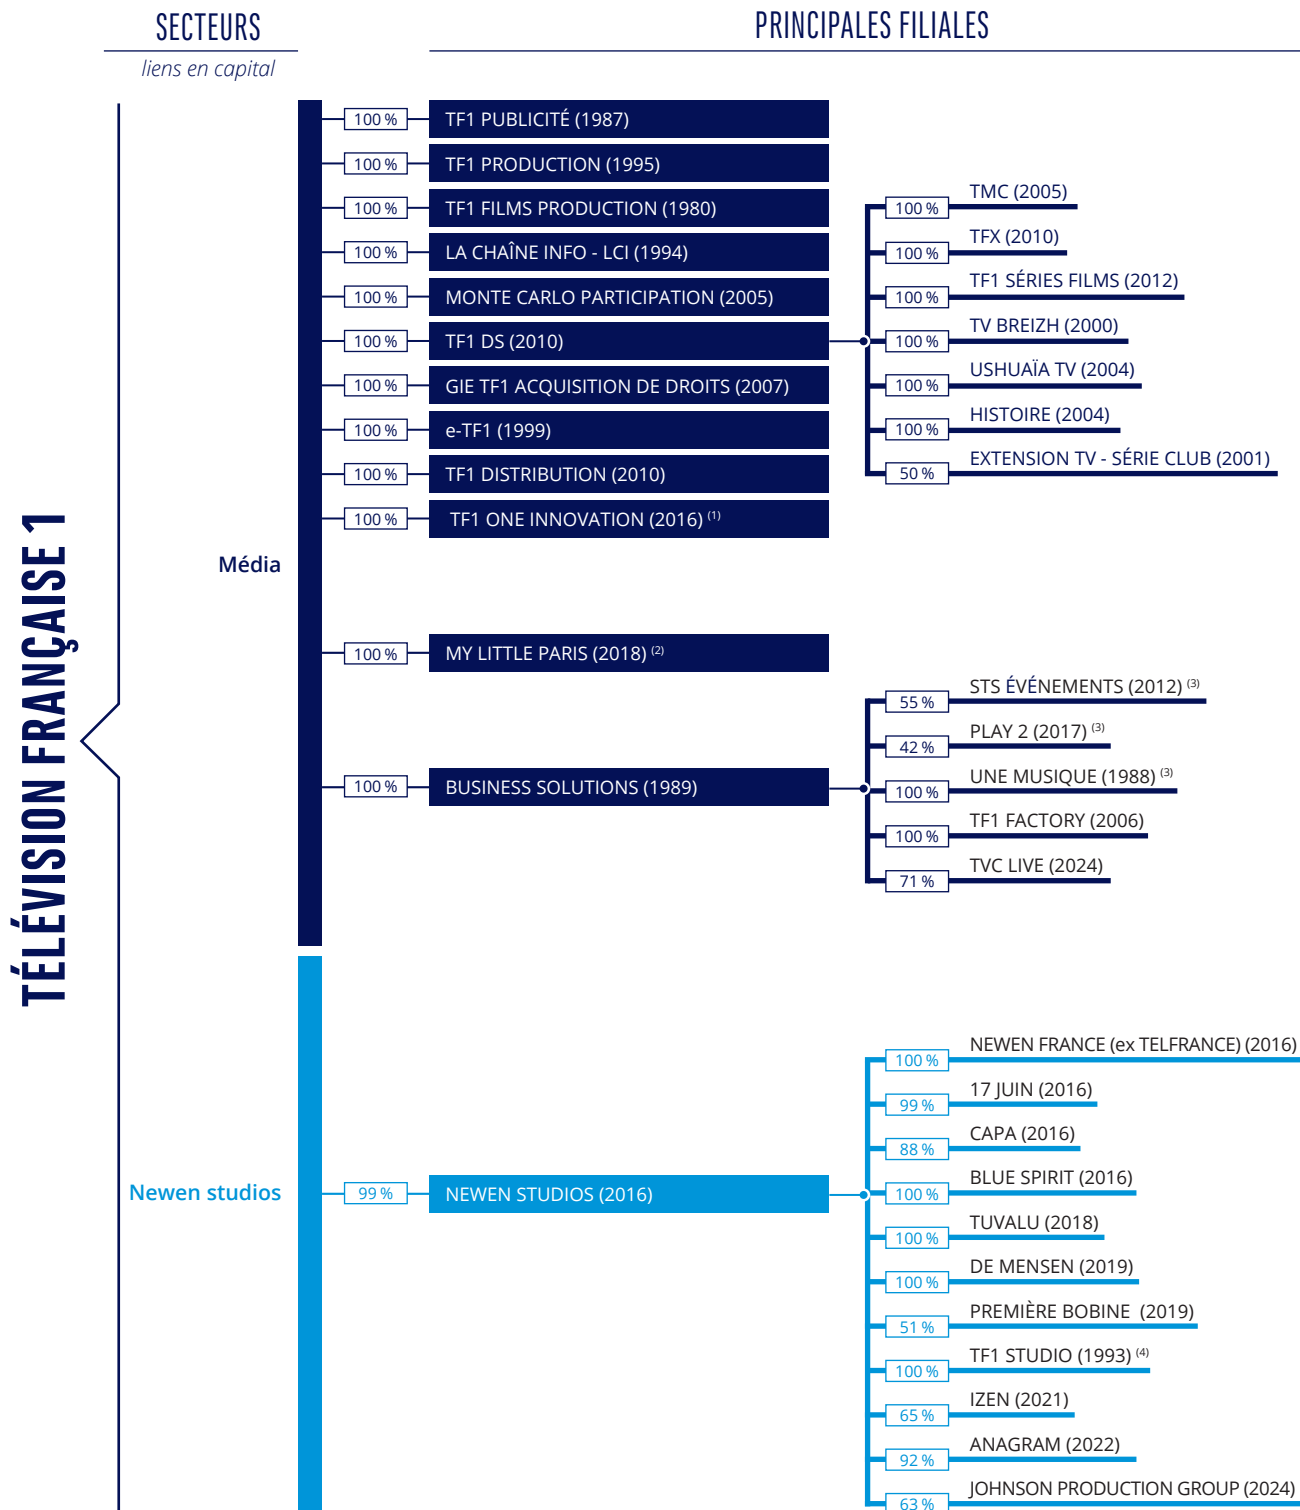 SECTEURS
PRINCIPALES FILIALES
liens en capital
TÉLÉVISION FRANÇAISE 1
Média
100 % TF1 PUBLICITÉ (1987)
100 % TF1 PRODUCTION (1995)
100 % TF1 FILMS PRODUCTION (1980)
100 % LA CHAÎNE INFO - LCI (1994)
100 % MONTE CARLO PARTICIPATION (2005)
100 % TF1 DS (2010)
100 % GIE TF1 ACQUISITION DE DROITS (2007)
100 % e-TF1 (1999)
100 % TF1 DISTRIBUTION (2010)
100 % TF1 ONE INNOVATION (2016) (1)
100 % TMC (2005)
100 % TFX (2010)
100 % TF1 SÉRIES FILMS (2012)
100 % TV BREIZH (2000)
100 % USHUAÏA TV (2004)
100 % HISTOIRE (2004)
50 % EXTENSION TV - SÉRIE CLUB (2001)
100 % MY LITTLE PARIS (2018) (2)
100 % BUSINESS SOLUTIONS (1989)
55 % STS ÉVÉNEMENTS (2012) (3)
42 % PLAY 2 (2017) (3)
100 % UNE MUSIQUE (1988) (3)
100 % TF1 FACTORY (2006)
71 % TVC LIVE (2024)
Newen studios
99 % NEWEN STUDIOS (2016)
100 % NEWEN FRANCE (ex TELFRANCE) (2016)
99 % 17 JUIN (2016)
88 % CAPA (2016)
100 % BLUE SPIRIT (2016)
100 % TUVALU (2018)
100 % DE MENSEN (2019)
51 % PREMIÈRE BOBINE (2019)
100 % TF1 STUDIO (1993) (4)
65 % IZEN (2021)
92 % ANAGRAM (2022)
63 % JOHNSON PRODUCTION GROUP (2024)